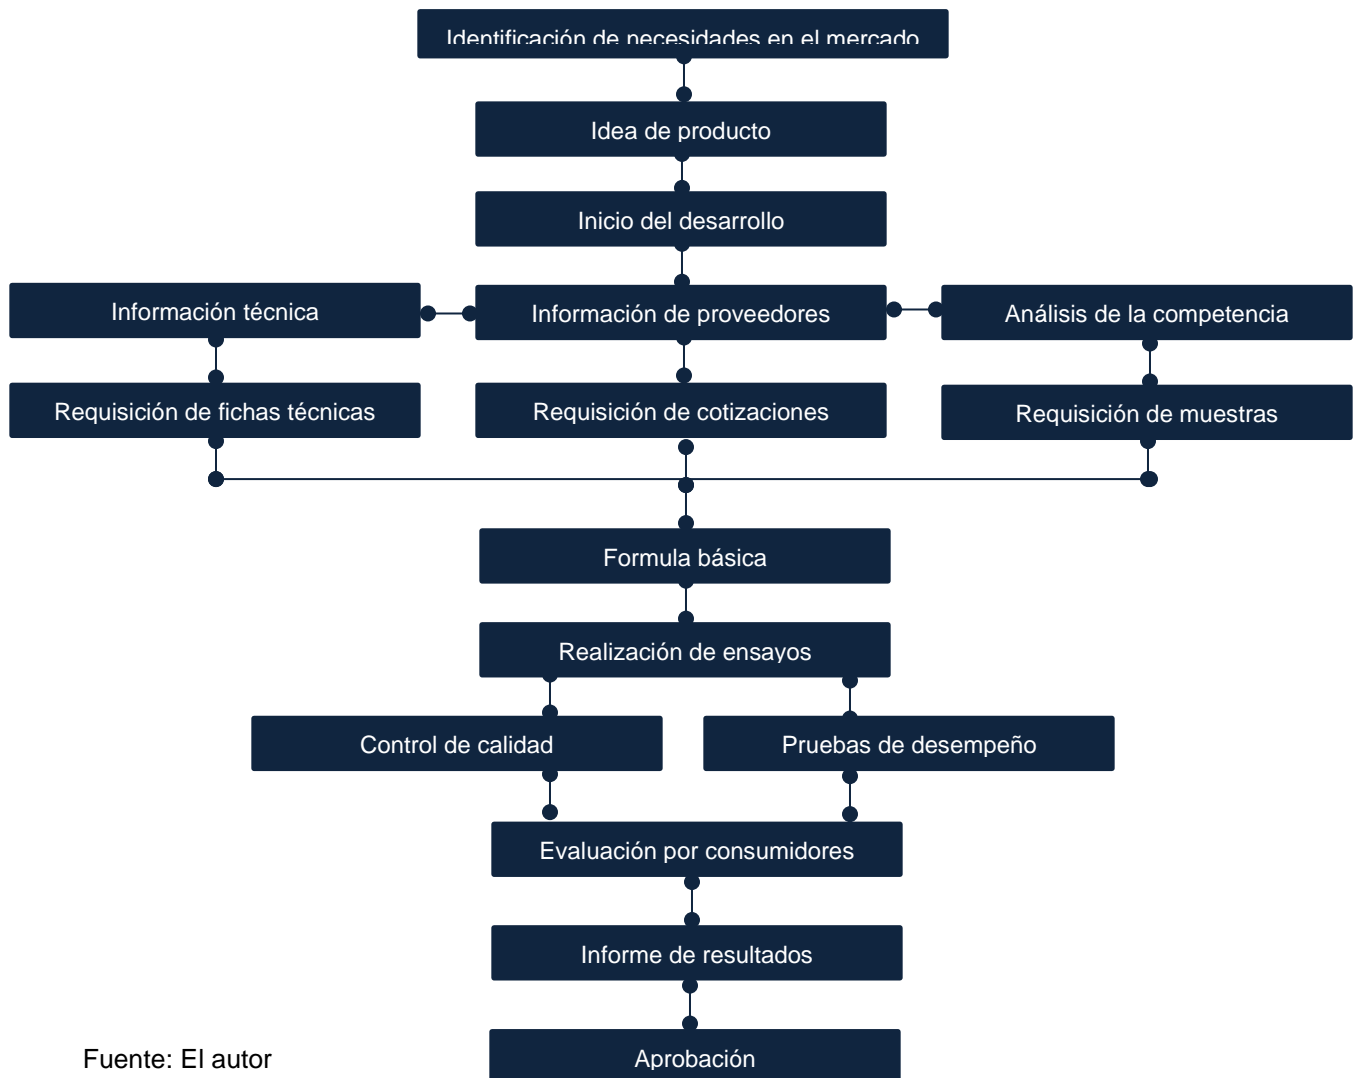 Identificación de necesidades en el mercado
Idea de producto
Inicio del desarrollo
Información técnica
Información de proveedores
Análisis de la competencia
Requisición de fichas técnicas
Requisición de cotizaciones
Requisición de muestras
Formula básica
Realización de ensayos
Control de calidad
Pruebas de desempeño
Evaluación por consumidores
Informe de resultados
Aprobación
Fuente: El autor